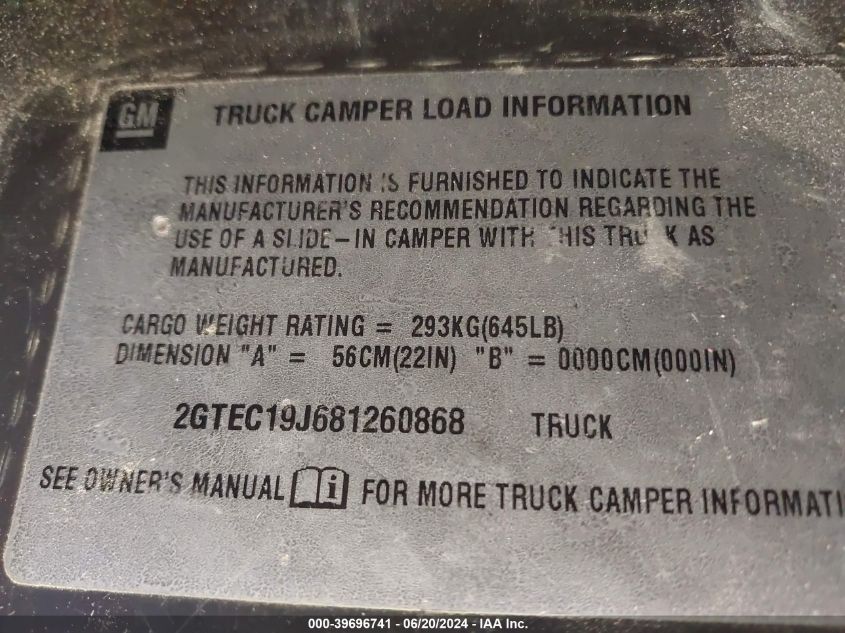 GM
TRUCK CAMPER LOAD INFORMATION
THIS INFORMATION IS FURNISHED TO INDICATE THE
MANUFACTURER'S RECOMMENDATION REGARDING THE
USE OF A SLIDE-IN CAMPER WITH THIS TRUCK AS
MANUFACTURED.
CARGO WEIGHT RATING = 293KG(645LB)
DIMENSION "A" = 56CM(22IN) "B" = 0000CM(000IN)
2GTEC19J681260868 TRUCK
SEE OWNER'S MANUAL i FOR MORE TRUCK CAMPER INFORMATI
000-39696741 - 06/20/2024 - IAA Inc.